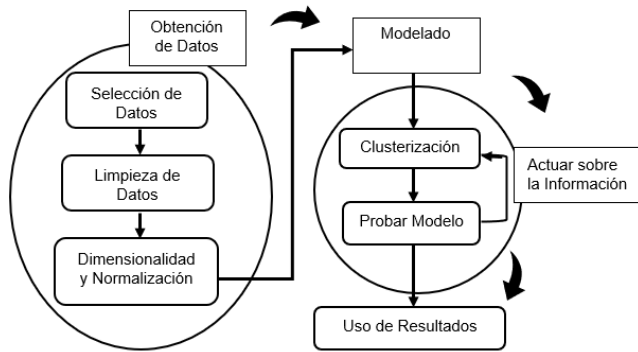 Obtención
de Datos
Selección de
Datos
Limpieza de
Datos
Dimensionalidad
y Normalización
Modelado
Clusterización
Probar Modelo
Actuar sobre
la Información
Uso de Resultados